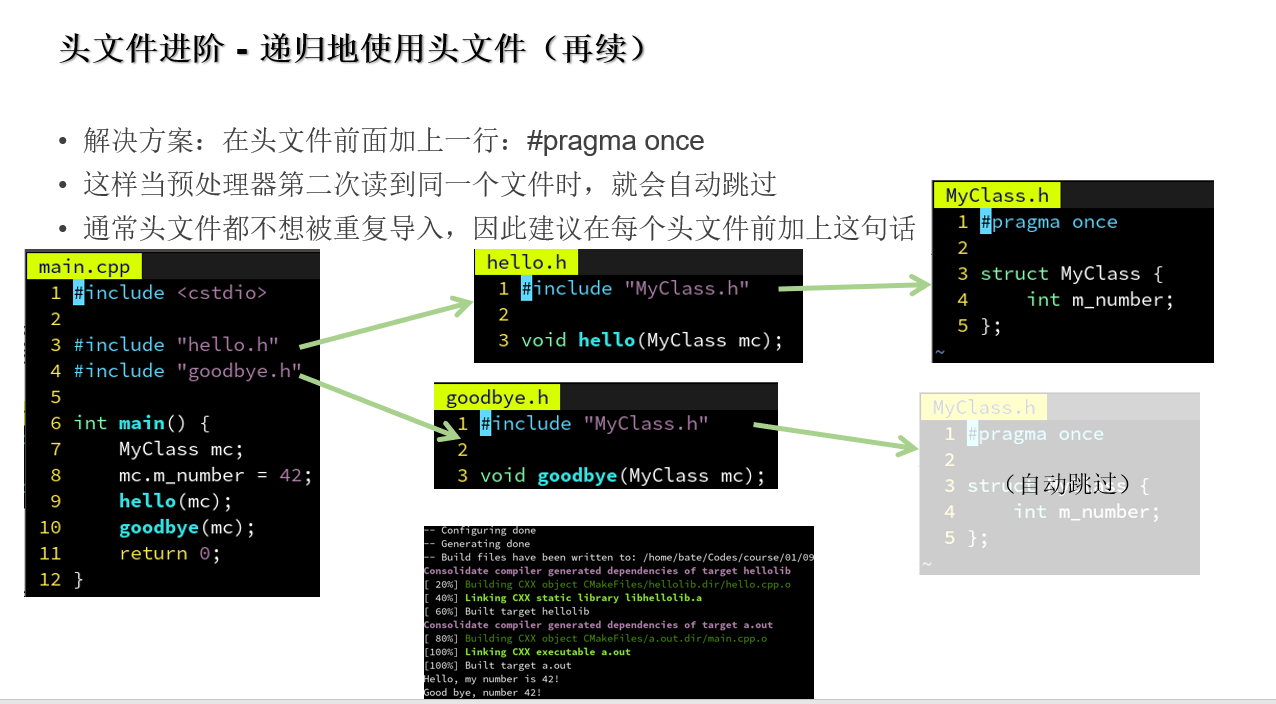 头文件进阶 - 递归地使用头文件（再续）
• 解决方案：在头文件前面加上一行：#pragma once
• 这样当预处理器第二次读到同一个文件时，就会自动跳过
• 通常头文件都不想被重复导入，因此建议在每个头文件前加上这句话
main.cpp
1 #include <cstdio>
2
3 #include "hello.h"
4 #include "goodbye.h"
5
6 int main() {
7     MyClass mc;
8     mc.m_number = 42;
9     hello(mc);
10     goodbye(mc);
11     return 0;
12 }
hello.h
1 #include "MyClass.h"
2
3 void hello(MyClass mc);
MyClass.h
1 #pragma once
2
3 struct MyClass {
4     int m_number;
5 };
~
goodbye.h
1 #include "MyClass.h"
2
3 void goodbye(MyClass mc);
MyClass.h
1 #pragma once
2
3 struct MyClass {
（自动跳过）
4     int m_number;
5 };
~
-- Configuring done
-- Generating done
-- Build files have been written to: /home/bate/Codes/course/01/09
Consolidate compiler generated dependencies of target hellolib
[ 20%] Building CXX object CMakeFiles/hellolib.dir/hello.cpp.o
[ 40%] Linking CXX static library libhellolib.a
[ 60%] Built target hellolib
Consolidate compiler generated dependencies of target a.out
[ 80%] Building CXX object CMakeFiles/a.out.dir/main.cpp.o
[100%] Linking CXX executable a.out
[100%] Built target a.out
Hello, my number is 42!
Good bye, number 42!